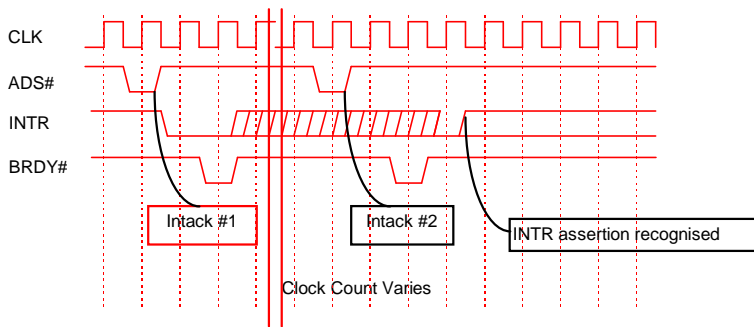 CLK
ADS#
INTR
BRDY#
Intack #1
Intack #2
INTR assertion recognised
Clock Count Varies